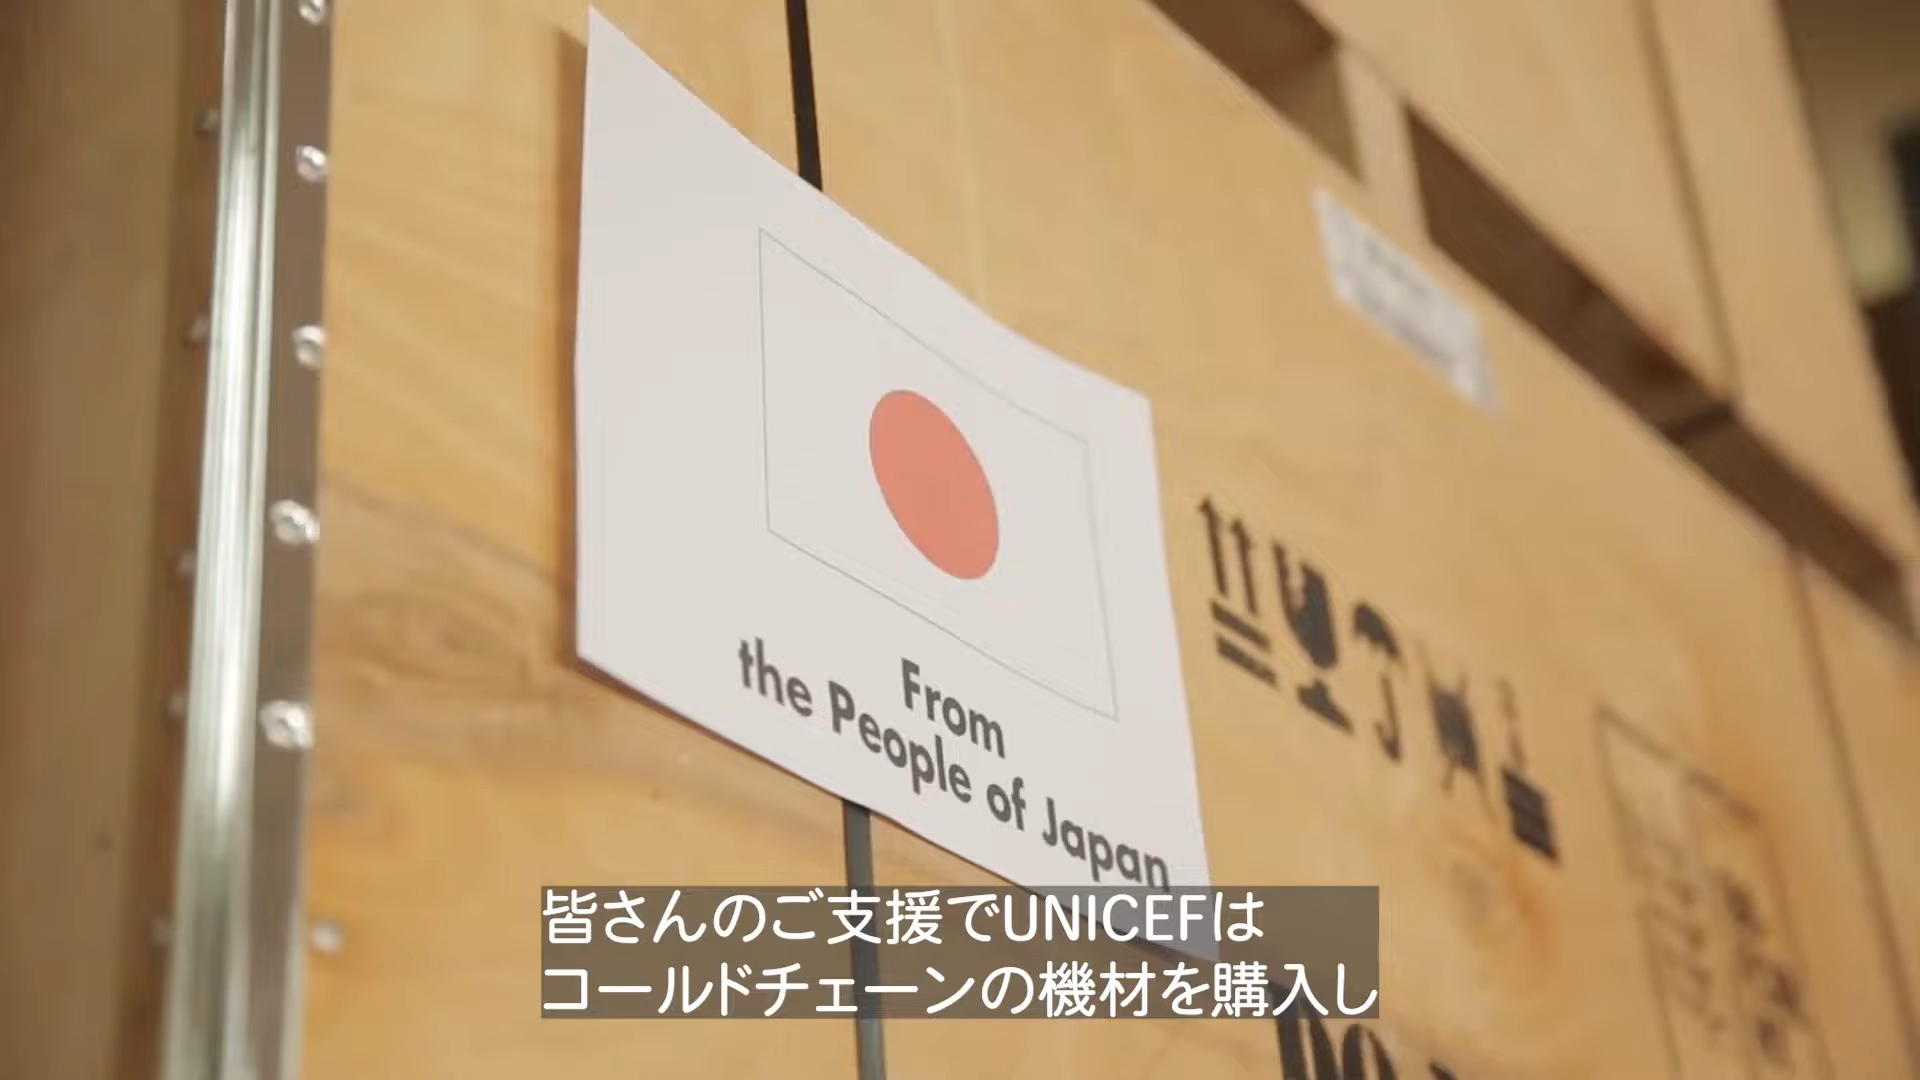 From
the People of Japan
皆さんのご支援でUNICEFは
コールドチェーンの機材を購入し